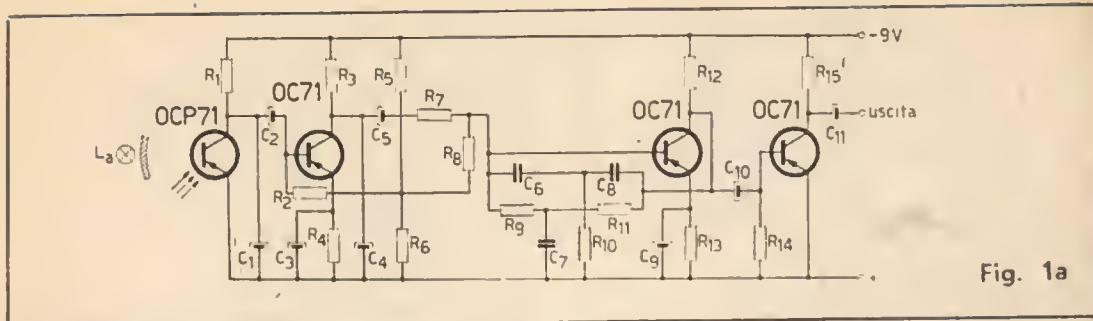 -9V
R1
R3
R5
R12
R15
OCP71
OC71
R7
OC71
OC71
C11
uscita
La
C2
C5
R8
C10
C6
C8
R2
R9
R11
C1
C3
R4
C4
R6
C7
R10
C9
R13
R14
Fig. 1a